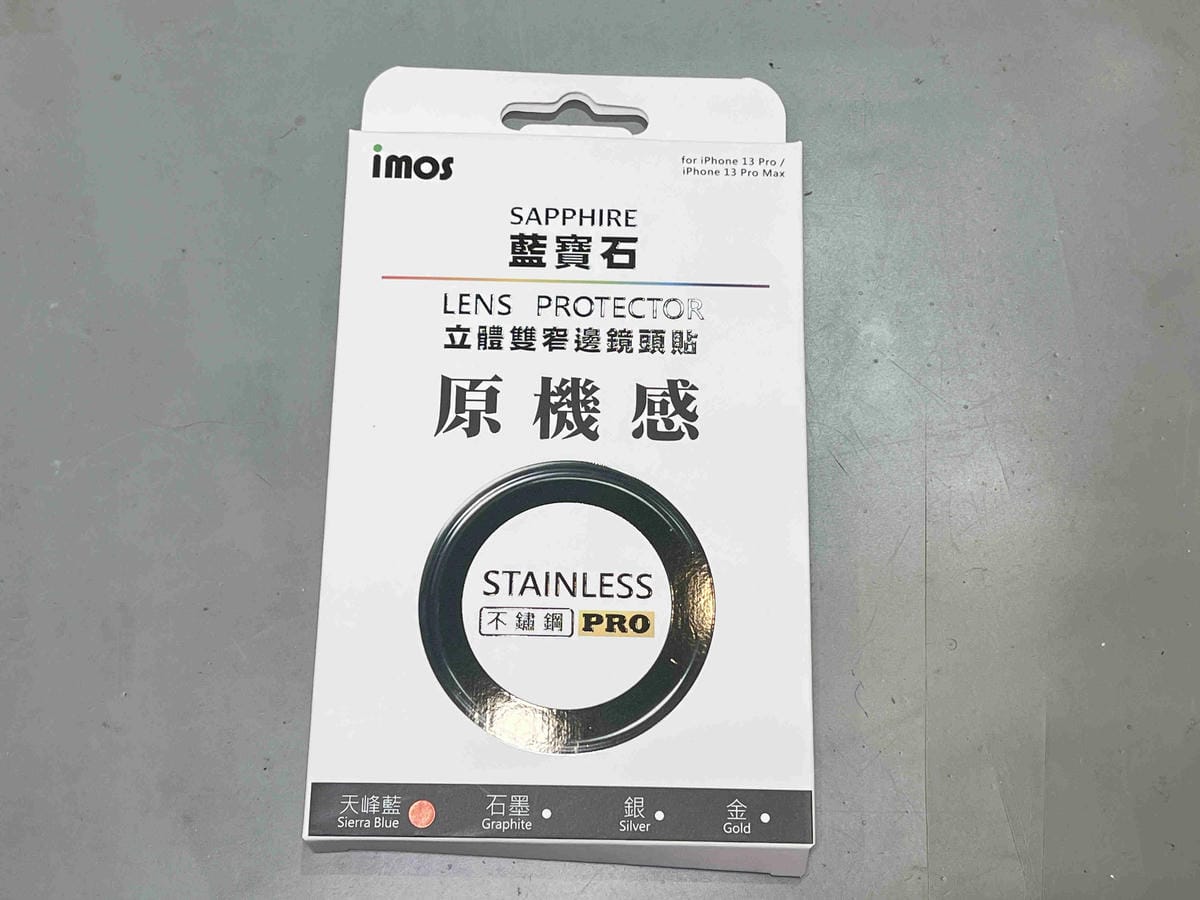 imos
for iPhone 13 Pro /
iPhone 13 Pro Max
SAPPHIRE
藍寶石
LENS PROTECTOR
立體雙窄邊鏡頭貼
原機感
STAINLESS
不鏽鋼 PRO
天峰藍 石墨 銀 金
Sierra Blue Graphite Silver Gold